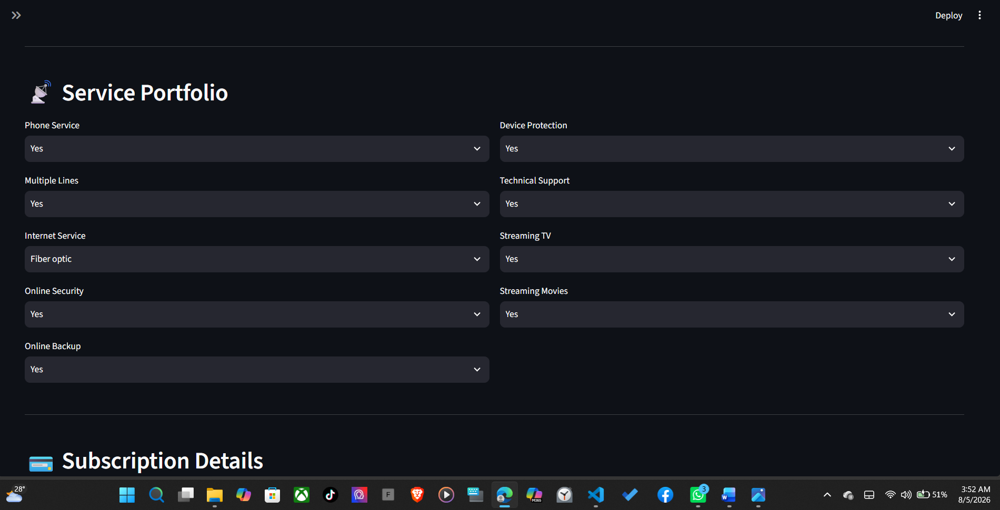 Deploy
Service Portfolio
Phone Service
Yes
Multiple Lines
Yes
Internet Service
Fiber optic
Online Security
Yes
Online Backup
Yes
Device Protection
Yes
Technical Support
Yes
Streaming TV
Yes
Streaming Movies
Yes
Subscription Details
28°
F
M365
3
W
51%
3:52 AM
8/5/2026